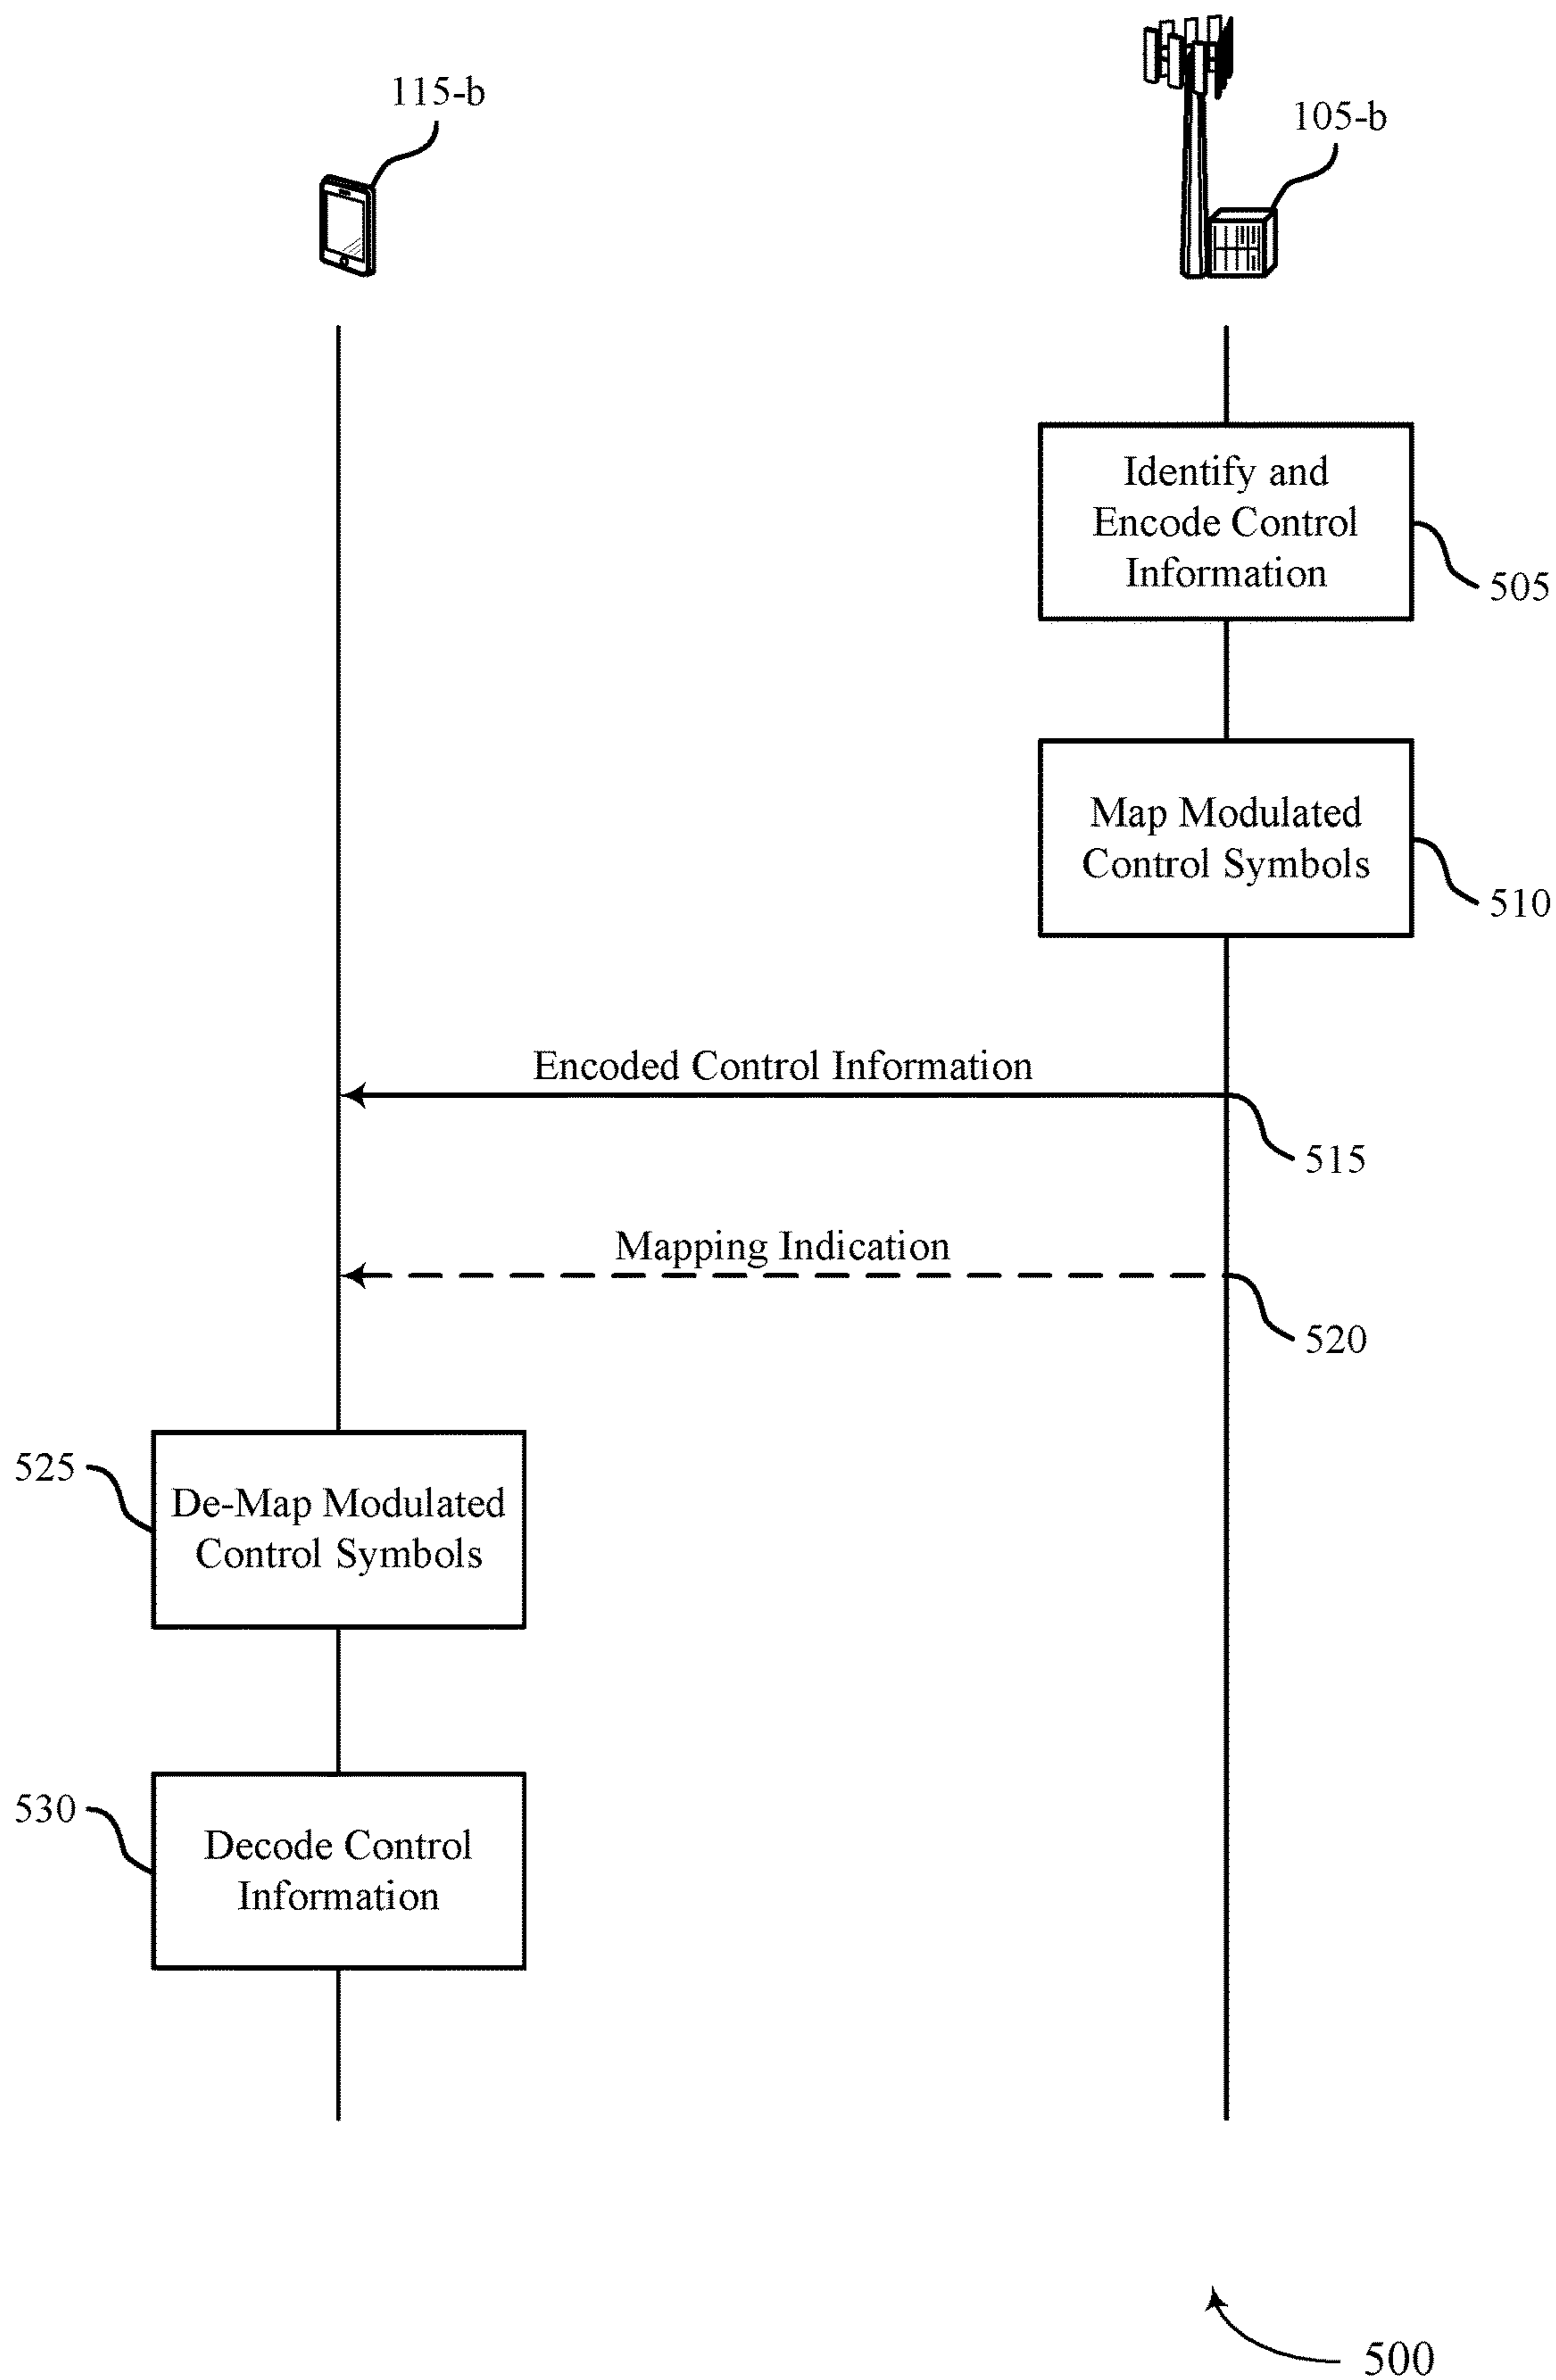 115-b
105-b
Identify and
Encode Control
Information
505
Map Modulated
Control Symbols
510
Encoded Control Information
515
Mapping Indication
520
525
De-Map Modulated
Control Symbols
530
Decode Control
Information
500